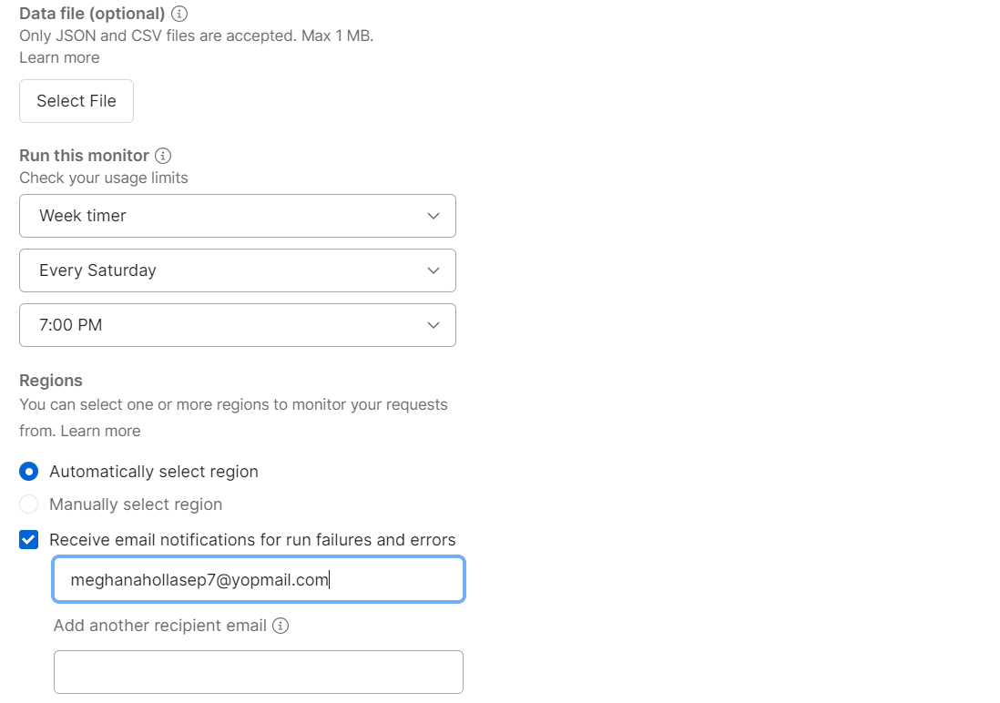 Data file (optional)
Only JSON and CSV files are accepted. Max 1 MB.
Learn more
Select File
Run this monitor
Check your usage limits
Week timer
Every Saturday
7:00 PM
Regions
You can select one or more regions to monitor your requests
from. Learn more
Automatically select region
Manually select region
Receive email notifications for run failures and errors
meghanahollasep7@yopmail.com
Add another recipient email